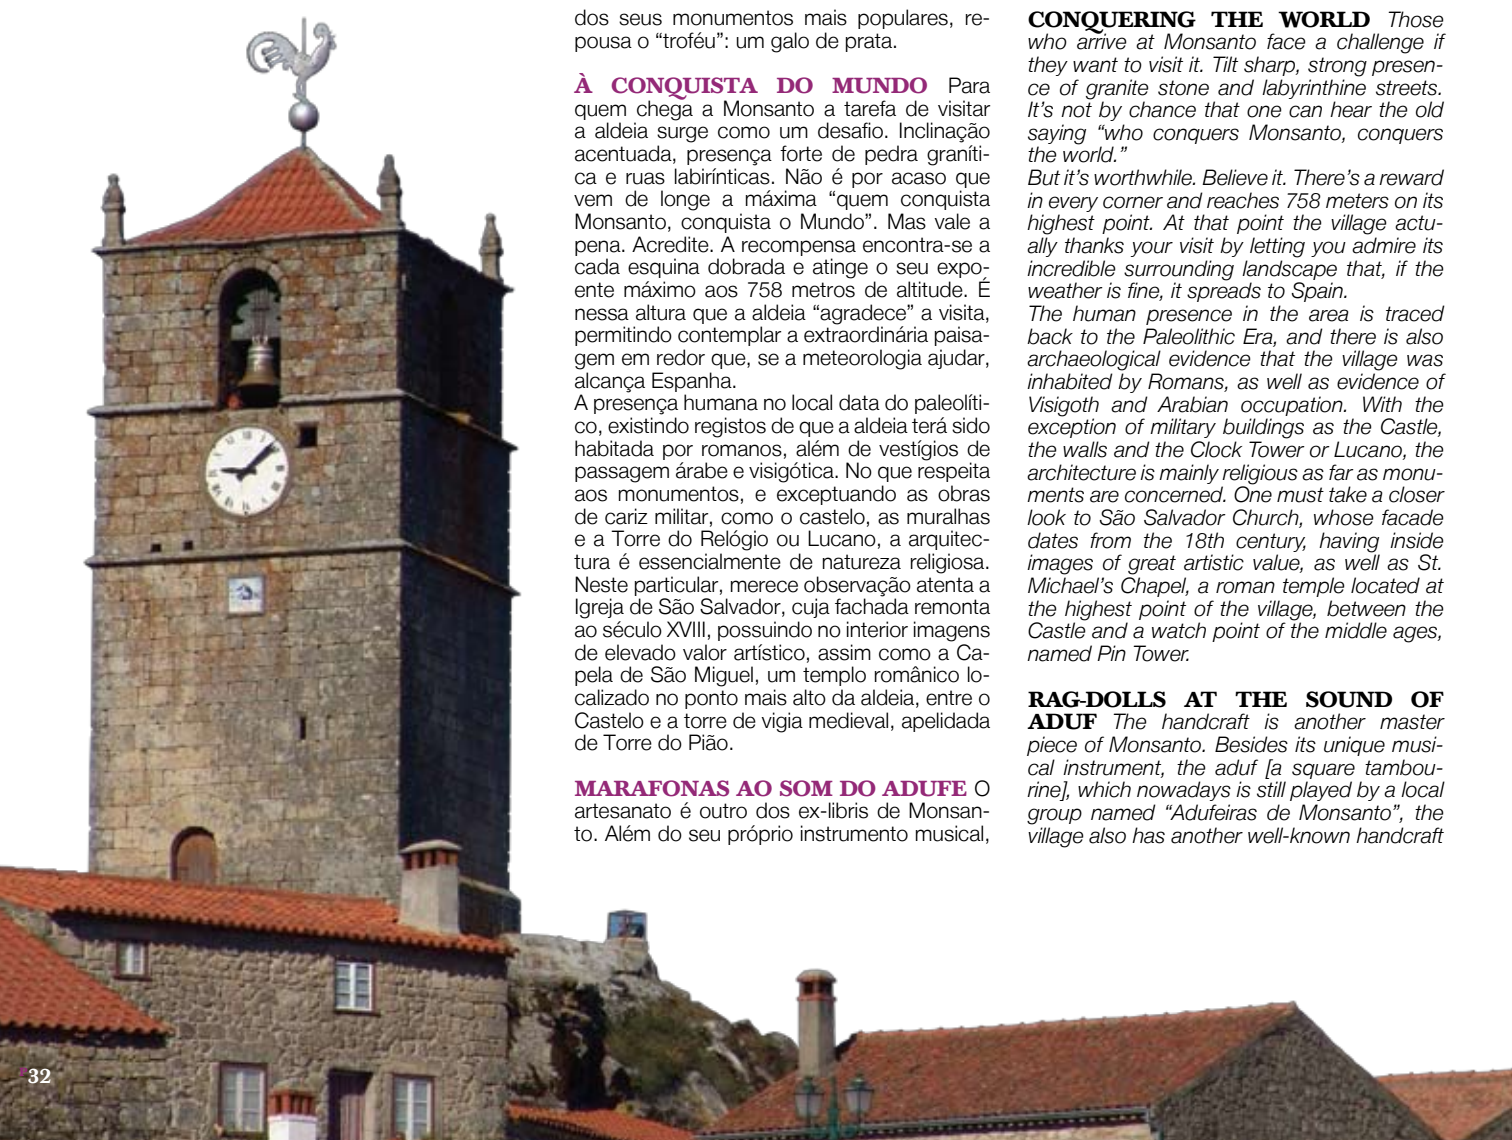 dos seus monumentos mais populares, re-
pousa o “troféu”: um galo de prata.
À CONQUISTA DO MUNDO Para
quem chega a Monsanto a tarefa de visitar
a aldeia surge como um desafio. Inclinação
acentuada, presença forte de pedra graníti-
ca e ruas labirínticas. Não é por acaso que
vem de longe a máxima “quem conquista
Monsanto, conquista o Mundo”. Mas vale a
pena. Acredite. A recompensa encontra-se a
cada esquina dobrada e atinge o seu expo-
ente máximo aos 758 metros de altitude. É
nessa altura que a aldeia “agradece” a visita,
permitindo contemplar a extraordinária paisa-
gem em redor que, se a meteorologia ajudar,
alcança Espanha.
A presença humana no local data do paleolíti-
co, existindo registos de que a aldeia terá sido
habitada por romanos, além de vestígios de
passagem árabe e visigótica. No que respeita
aos monumentos, e exceptuando as obras
de cariz militar, como o castelo, as muralhas
e a Torre do Relógio ou Lucano, a arquitec-
tura é essencialmente de natureza religiosa.
Neste particular, merece observação atenta a
Igreja de São Salvador, cuja fachada remonta
ao século XVIII, possuindo no interior imagens
de elevado valor artístico, assim como a Ca-
pela de São Miguel, um templo românico lo-
calizado no ponto mais alto da aldeia, entre o
Castelo e a torre de vigia medieval, apelidada
de Torre do Pião.
MARAFONAS AO SOM DO ADUFE O
artesanato é outro dos ex-libris de Monsan-
to. Além do seu próprio instrumento musical,
CONQUERING THE WORLD Those
who arrive at Monsanto face a challenge if
they want to visit it. Tilt sharp, strong presen-
ce of granite stone and labyrinthine streets.
It’s not by chance that one can hear the old
saying “who conquers Monsanto, conquers
the world.”
But it’s worthwhile. Believe it. There’s a reward
in every corner and reaches 758 meters on its
highest point. At that point the village actu-
ally thanks your visit by letting you admire its
incredible surrounding landscape that, if the
weather is fine, it spreads to Spain.
The human presence in the area is traced
back to the Paleolithic Era, and there is also
archaeological evidence that the village was
inhabited by Romans, as well as evidence of
Visigoth and Arabian occupation. With the
exception of military buildings as the Castle,
the walls and the Clock Tower or Lucano, the
architecture is mainly religious as far as monu-
ments are concerned. One must take a closer
look to São Salvador Church, whose facade
dates from the 18th century, having inside
images of great artistic value, as well as St.
Michael’s Chapel, a roman temple located at
the highest point of the village, between the
Castle and a watch point of the middle ages,
named Pin Tower.
RAG-DOLLS AT THE SOUND OF
ADUF The handcraft is another master
piece of Monsanto. Besides its unique musi-
cal instrument, the aduf [a square tambou-
rine], which nowadays is still played by a local
group named “Adufeiras de Monsanto”, the
village also has another well-known handcraft
32